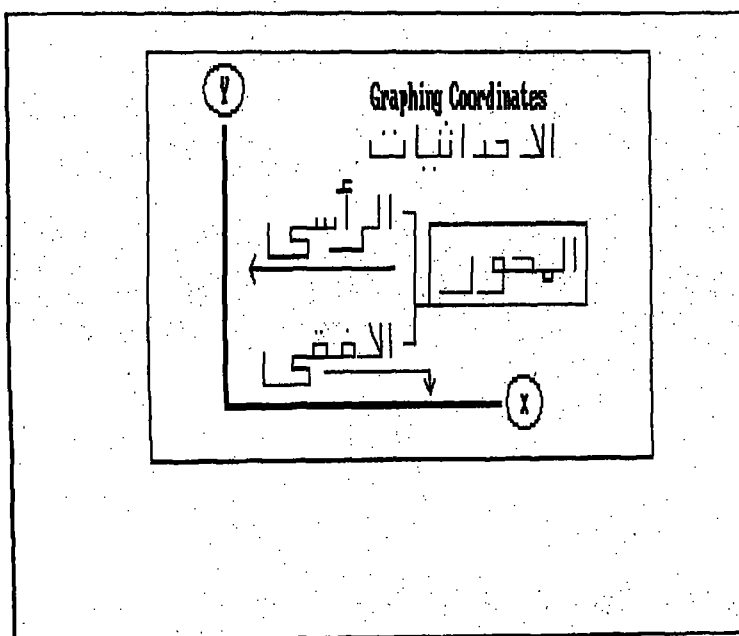 Y
Graphing Coordinates
الاحداثيات
الرأسي
المحور
الافقي
X